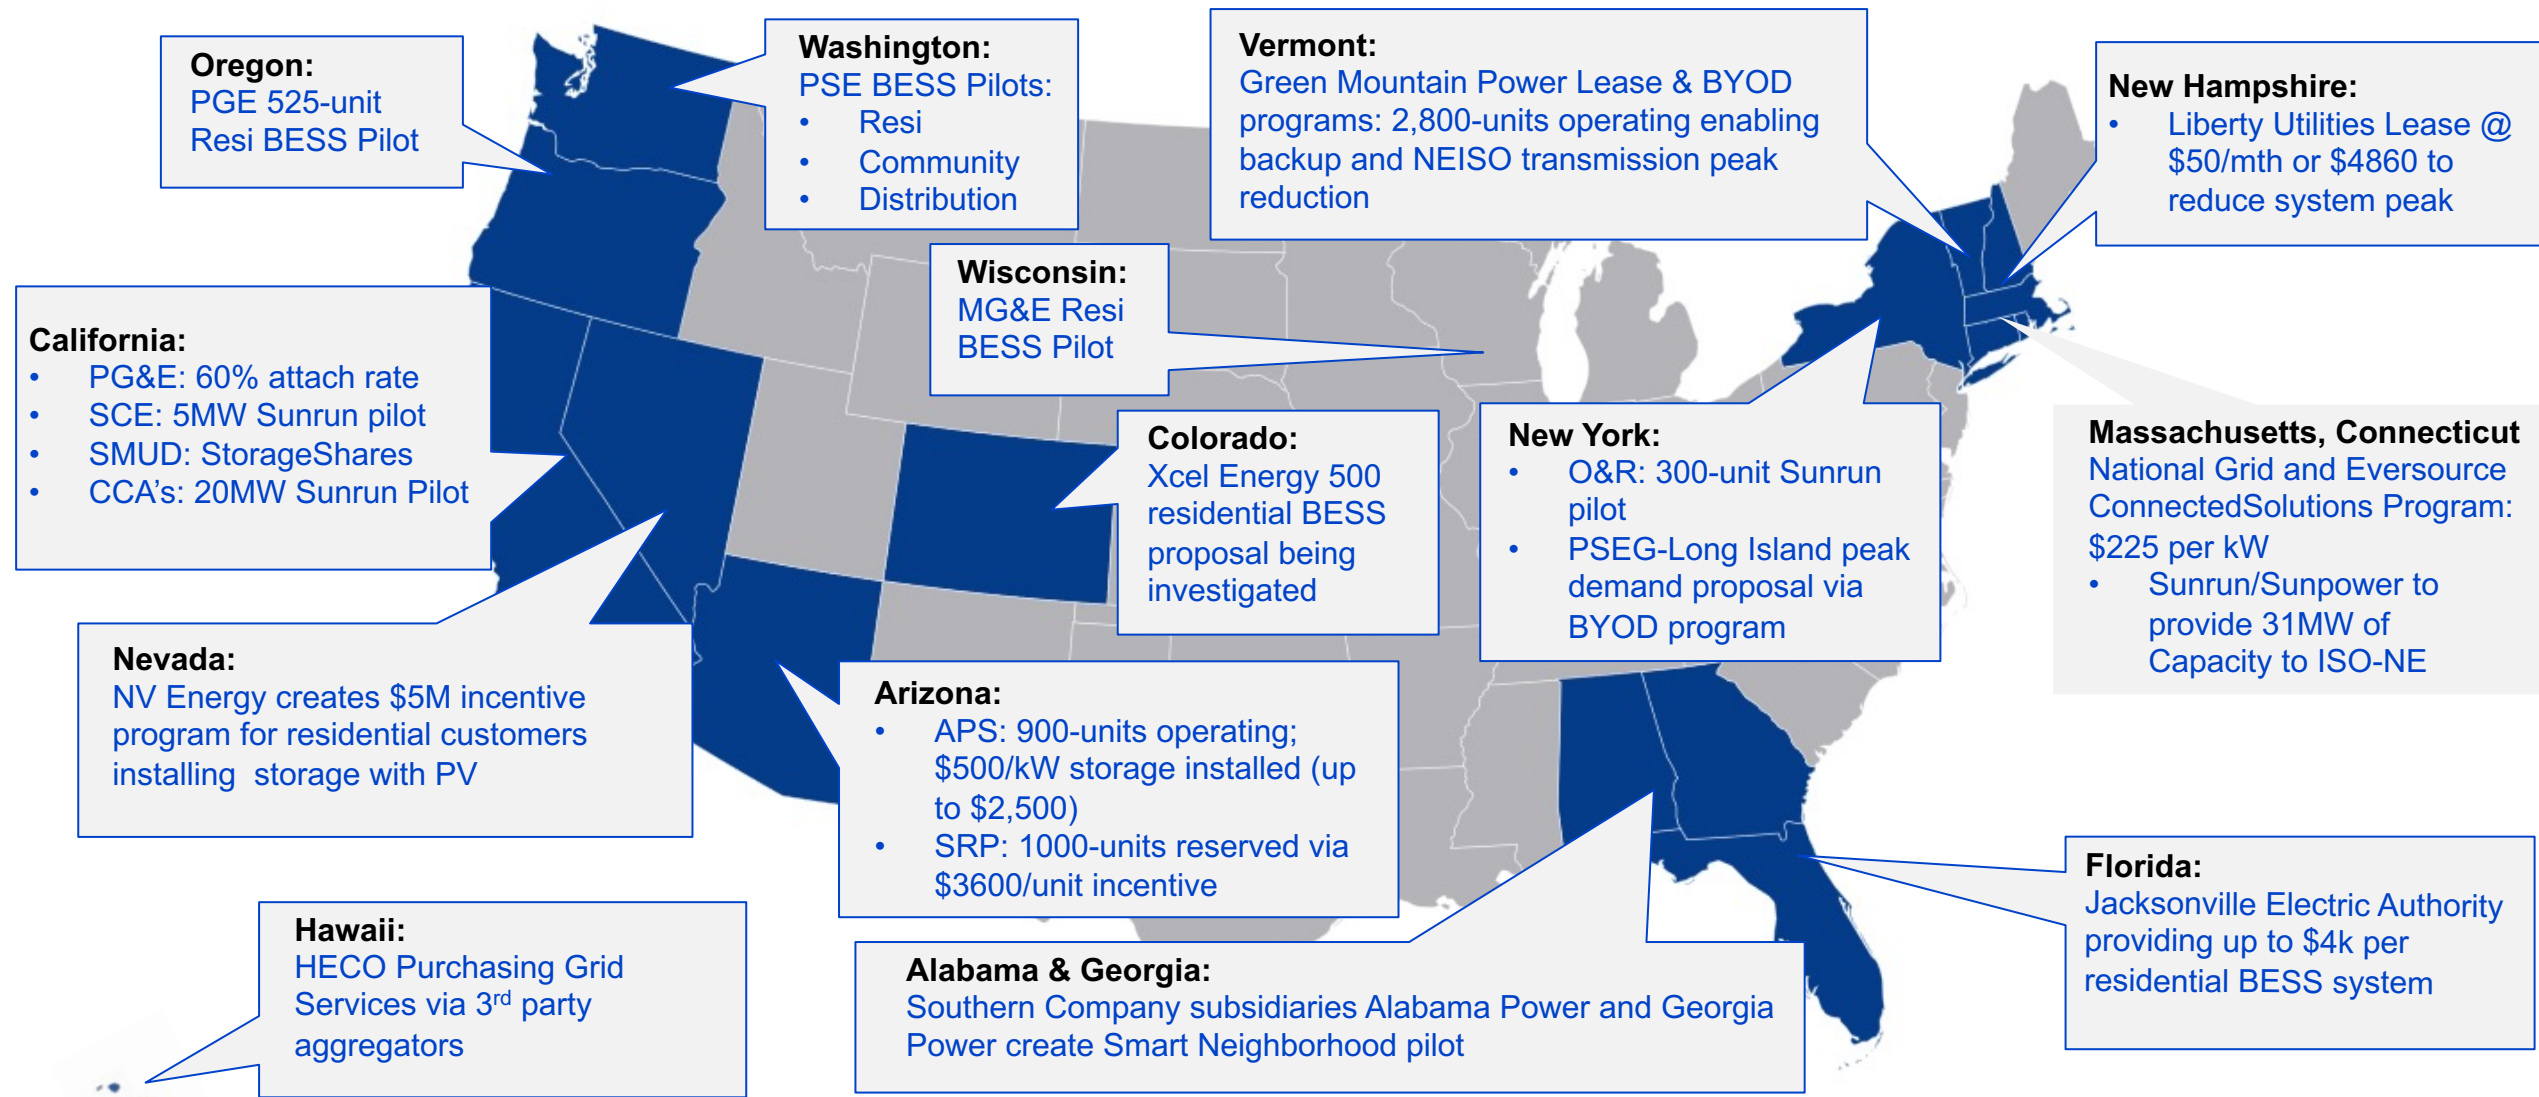 Oregon:
PGE 525-unit
Resi BESS Pilot
Washington:
PSE BESS Pilots:
• Resi
• Community
• Distribution
Vermont:
Green Mountain Power Lease & BYOD
programs: 2,800-units operating enabling
backup and NEISO transmission peak
reduction
New Hampshire:
• Liberty Utilities Lease @
$50/mth or $4860 to
reduce system peak
Wisconsin:
MG&E Resi
BESS Pilot
California:
• PG&E: 60% attach rate
• SCE: 5MW Sunrun pilot
• SMUD: StorageShares
• CCA's: 20MW Sunrun Pilot
Colorado:
Xcel Energy 500
residential BESS
proposal being
investigated
New York:
• O&R: 300-unit Sunrun
pilot
• PSEG-Long Island peak
demand proposal via
BYOD program
Massachusetts, Connecticut
National Grid and Eversource
ConnectedSolutions Program:
$225 per kW
• Sunrun/Sunpower to
provide 31MW of
Capacity to ISO-NE
Nevada:
NV Energy creates $5M incentive
program for residential customers
installing  storage with PV
Arizona:
• APS: 900-units operating;
$500/kW storage installed (up
to $2,500)
• SRP: 1000-units reserved via
$3600/unit incentive
Florida:
Jacksonville Electric Authority
providing up to $4k per
residential BESS system
Hawaii:
HECO Purchasing Grid
Services via 3rd party
aggregators
Alabama & Georgia:
Southern Company subsidiaries Alabama Power and Georgia
Power create Smart Neighborhood pilot